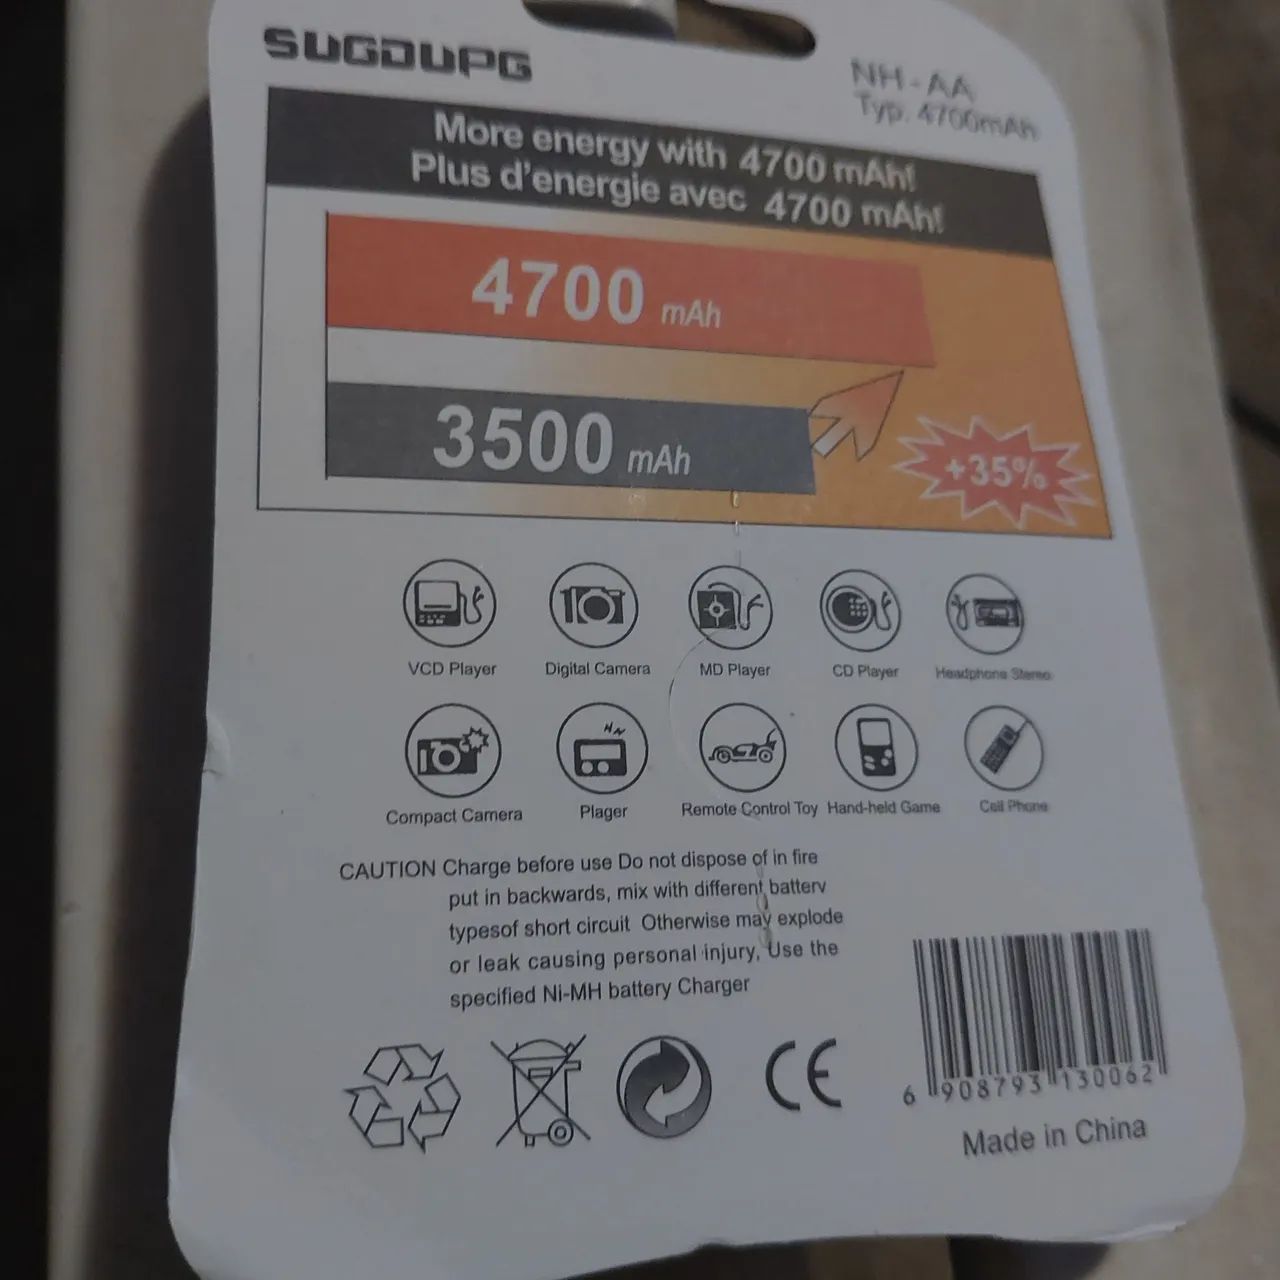 SUGDUPG
NH-AA
Typ. 4700mAh
More energy with 4700 mAh!
Plus d'energie avec 4700 mAh!
4700 mAh
3500 mAh
+35%
VCD Player
Digital Camera
MD Player
CD Player
Headphone Stereo
Compact Camera
Plager
Remote Control Toy
Hand-held Game
Cell Phone
CAUTION Charge before use Do not dispose of in fire
put in backwards, mix with different battery
typesof short circuit Otherwise may explode
or leak causing personal injury, Use the
specified Ni-MH battery Charger
CE
6 908793 130062
Made in China